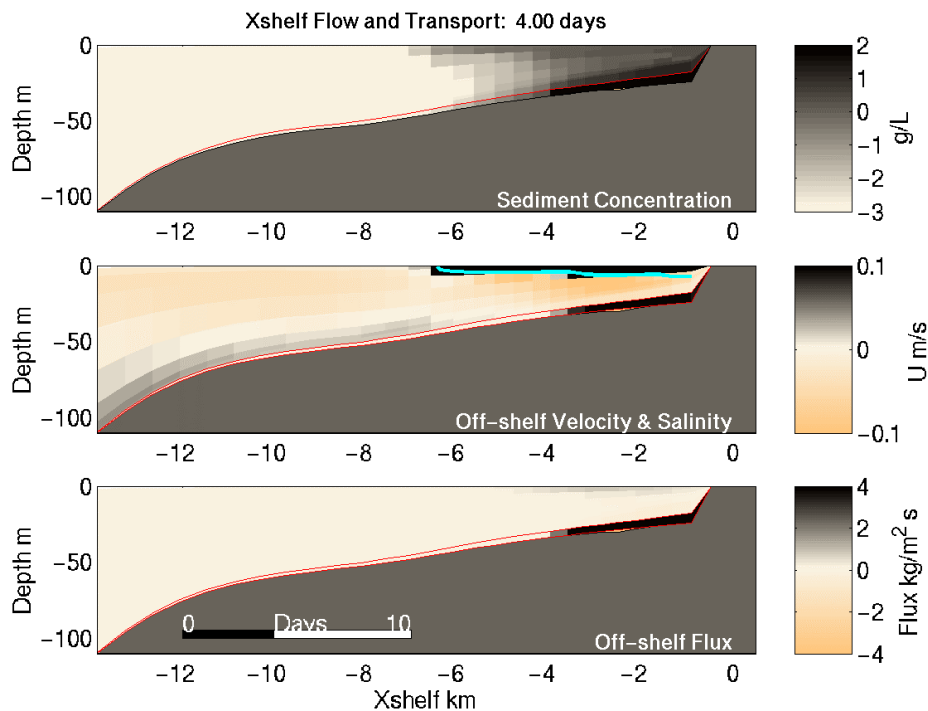 Xshelf Flow and Transport:  4.00 days
0
−50
−100
Depth m
Sediment Concentration
−12 −10 −8 −6 −4 −2 0
2
1
0
−1
−2
−3
g/L
0
−50
−100
Depth m
Off−shelf Velocity & Salinity
−12 −10 −8 −6 −4 −2 0
0.1
0
−0.1
U m/s
0
−50
−100
Depth m
0 Days 10
Off−shelf Flux
−12 −10 −8 −6 −4 −2 0
Xshelf km
4
2
0
−2
−4
Flux kg/m² s